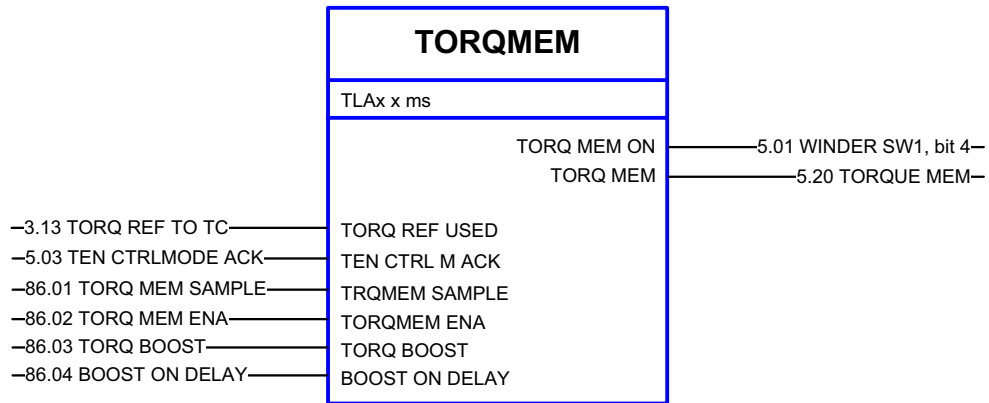 TORQMEM
TLAx x ms
TORQ MEM ON 5.01 WINDER SW1, bit 4
TORQ MEM 5.20 TORQUE MEM
3.13 TORQ REF TO TC TORQ REF USED
5.03 TEN CTRLMODE ACK TEN CTRL M ACK
86.01 TORQ MEM SAMPLE TRQMEM SAMPLE
86.02 TORQ MEM ENA TORQMEM ENA
86.03 TORQ BOOST TORQ BOOST
86.04 BOOST ON DELAY BOOST ON DELAY